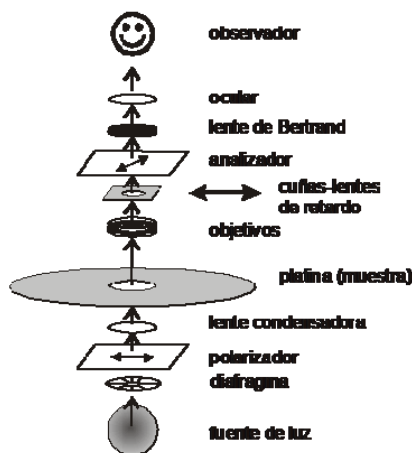 observador
ocular
lente de Bertrand
analizador
cuñas-lentes
de retardo
objetivos
platina (muestra)
lente condensadora
polarizador
diafragma
fuente de luz